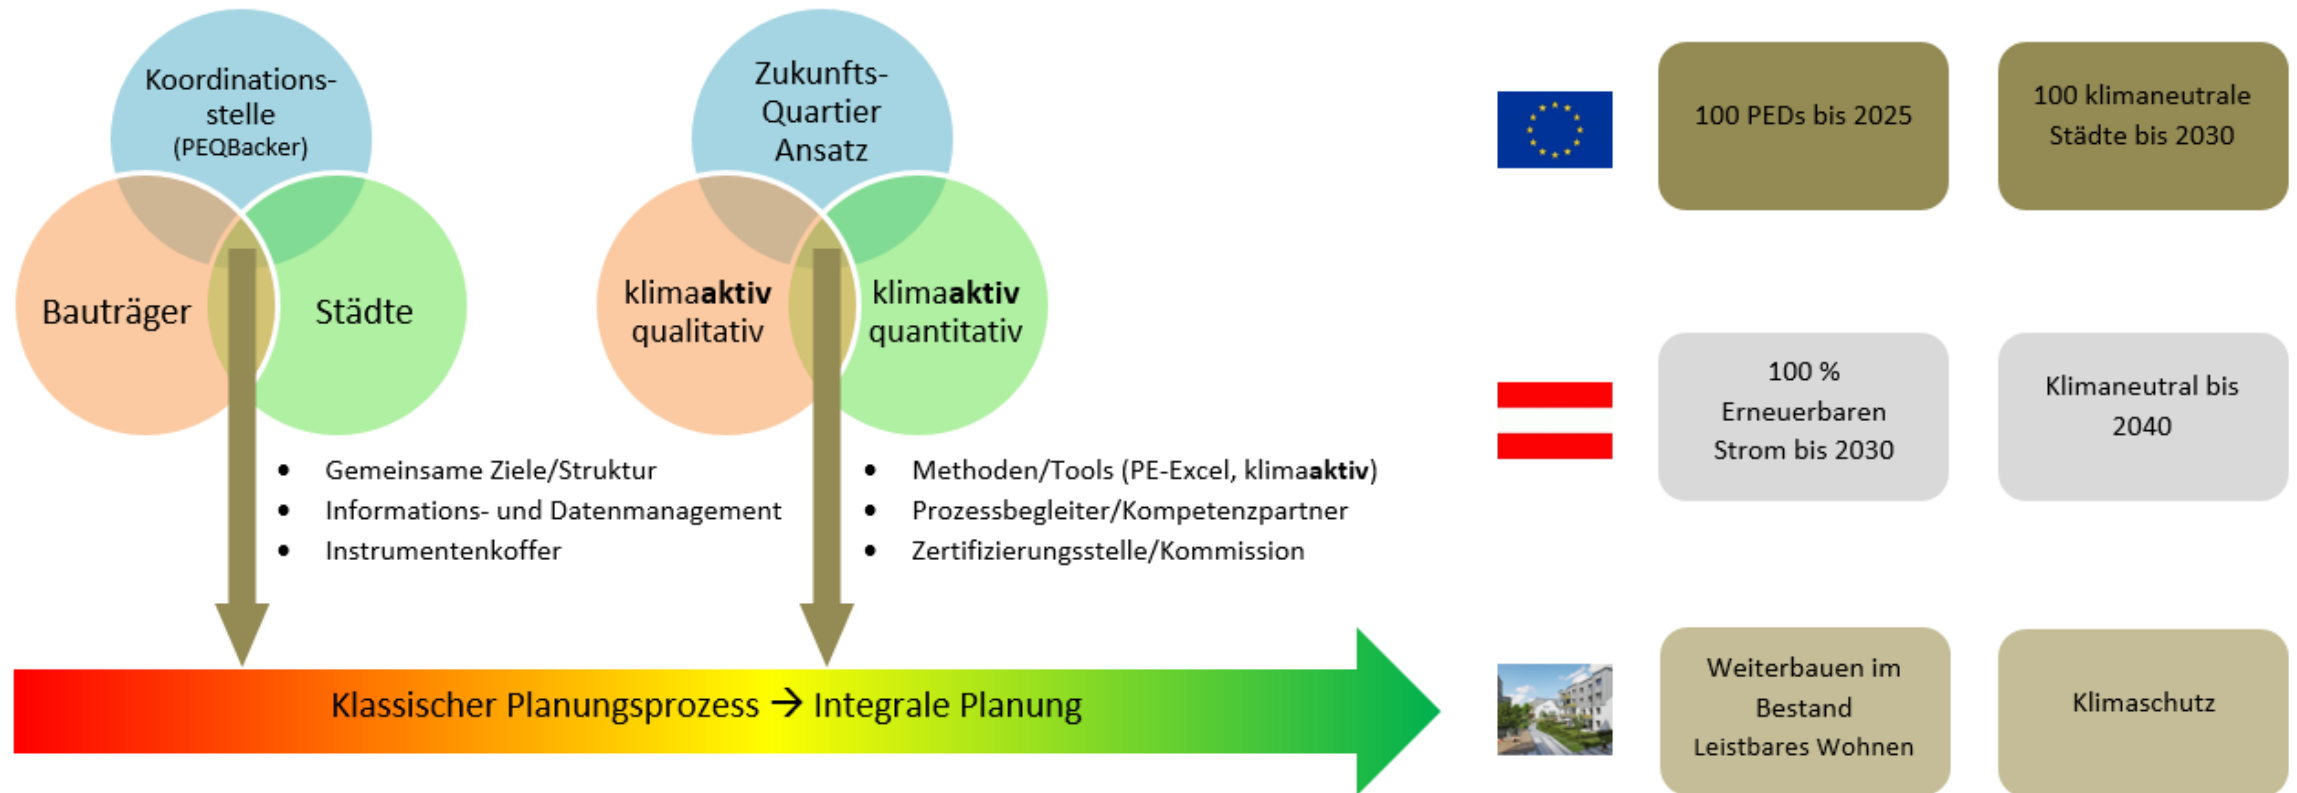 Koordinations-
stelle
(PEQBacker)
Bauträger
Städte
• Gemeinsame Ziele/Struktur
• Informations- und Datenmanagement
• Instrumentenkoffer
Zukunfts-
Quartier
Ansatz
klimaaktiv
qualitativ
klimaaktiv
quantitativ
• Methoden/Tools (PE-Excel, klimaaktiv)
• Prozessbegleiter/Kompetenzpartner
• Zertifizierungsstelle/Kommission
Klassischer Planungsprozess → Integrale Planung
100 PEDs bis 2025
100 klimaneutrale
Städte bis 2030
100 %
Erneuerbaren
Strom bis 2030
Klimaneutral bis
2040
Weiterbauen im
Bestand
Leistbares Wohnen
Klimaschutz